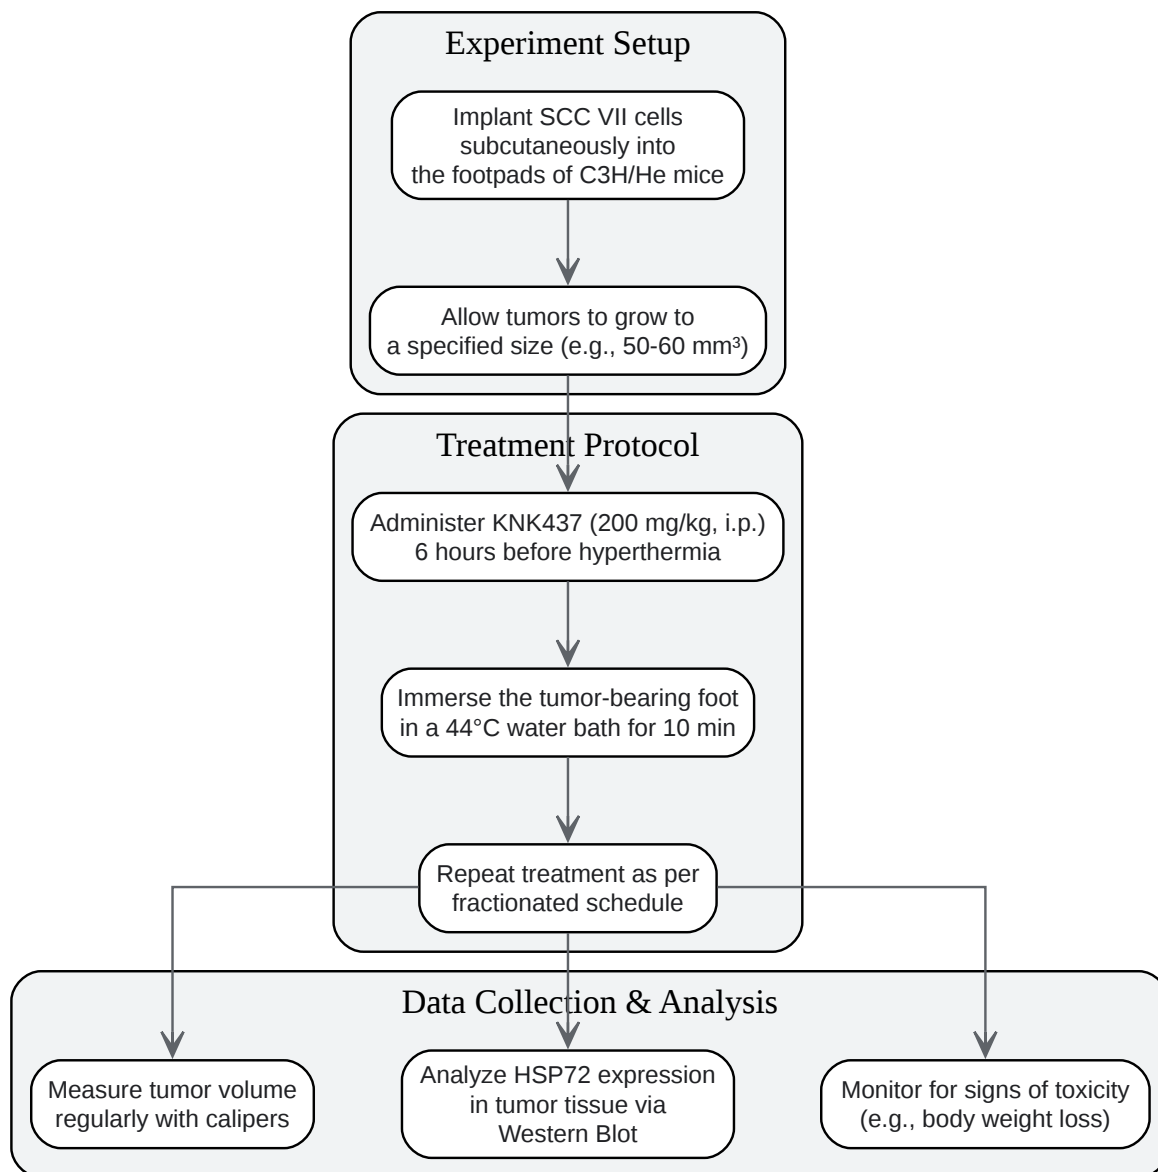 Experiment Setup
Implant SCC VII cells
subcutaneously into
the footpads of C3H/He mice
Allow tumors to grow to
a specified size (e.g., 50-60 mm³)
Treatment Protocol
Administer KNK437 (200 mg/kg, i.p.)
6 hours before hyperthermia
Immerse the tumor-bearing foot
in a 44°C water bath for 10 min
Repeat treatment as per
fractionated schedule
Data Collection & Analysis
Measure tumor volume
regularly with calipers
Analyze HSP72 expression
in tumor tissue via
Western Blot
Monitor for signs of toxicity
(e.g., body weight loss)